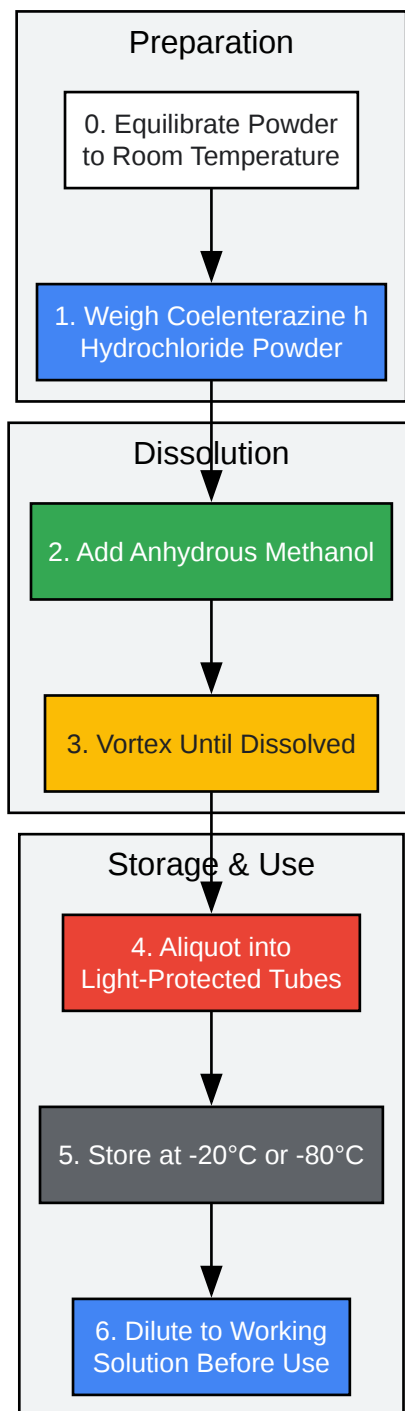 Preparation
0. Equilibrate Powder
to Room Temperature
1. Weigh Coelenterazine h
Hydrochloride Powder
Dissolution
2. Add Anhydrous Methanol
3. Vortex Until Dissolved
Storage & Use
4. Aliquot into
Light-Protected Tubes
5. Store at -20°C or -80°C
6. Dilute to Working
Solution Before Use